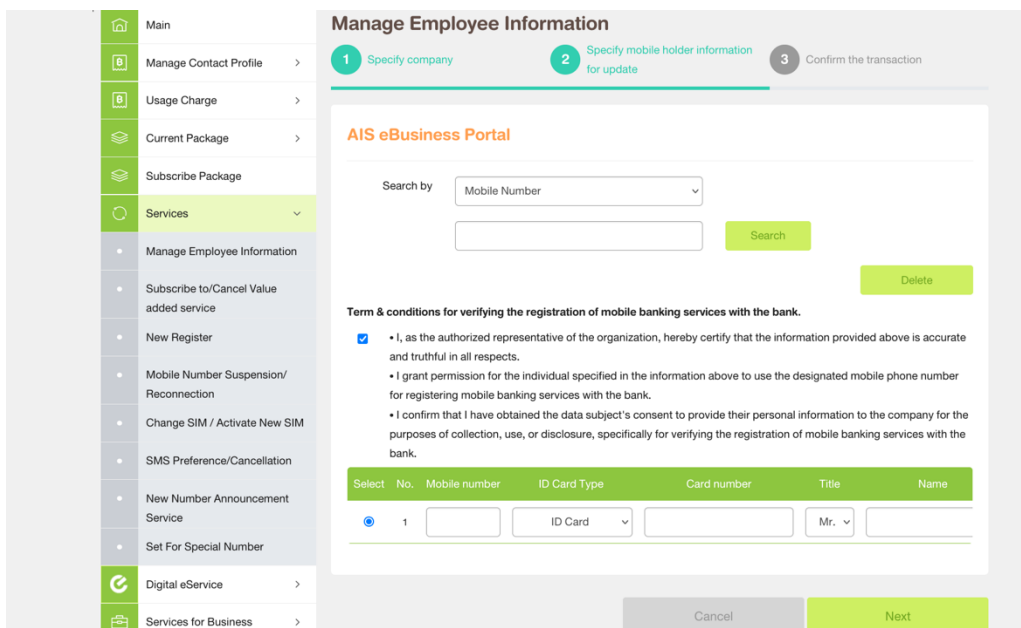 Main
Manage Contact Profile
Usage Charge
Current Package
Subscribe Package
Services
Manage Employee Information
Subscribe to/Cancel Value
added service
New Register
Mobile Number Suspension/
Reconnection
Change SIM / Activate New SIM
SMS Preference/Cancellation
New Number Announcement
Service
Set For Special Number
Digital eService
Services for Business
Manage Employee Information
1 Specify company
2 Specify mobile holder information
for update
3 Confirm the transaction
AIS eBusiness Portal
Search by Mobile Number
Search
Delete
Term & conditions for verifying the registration of mobile banking services with the bank.
• I, as the authorized representative of the organization, hereby certify that the information provided above is accurate
and truthful in all respects.
• I grant permission for the individual specified in the information above to use the designated mobile phone number
for registering mobile banking services with the bank.
• I confirm that I have obtained the data subject's consent to provide their personal information to the company for the
purposes of collection, use, or disclosure, specifically for verifying the registration of mobile banking services with the
bank.
Select No. Mobile number ID Card Type Card number Title Name
1 ID Card Mr.
Cancel Next